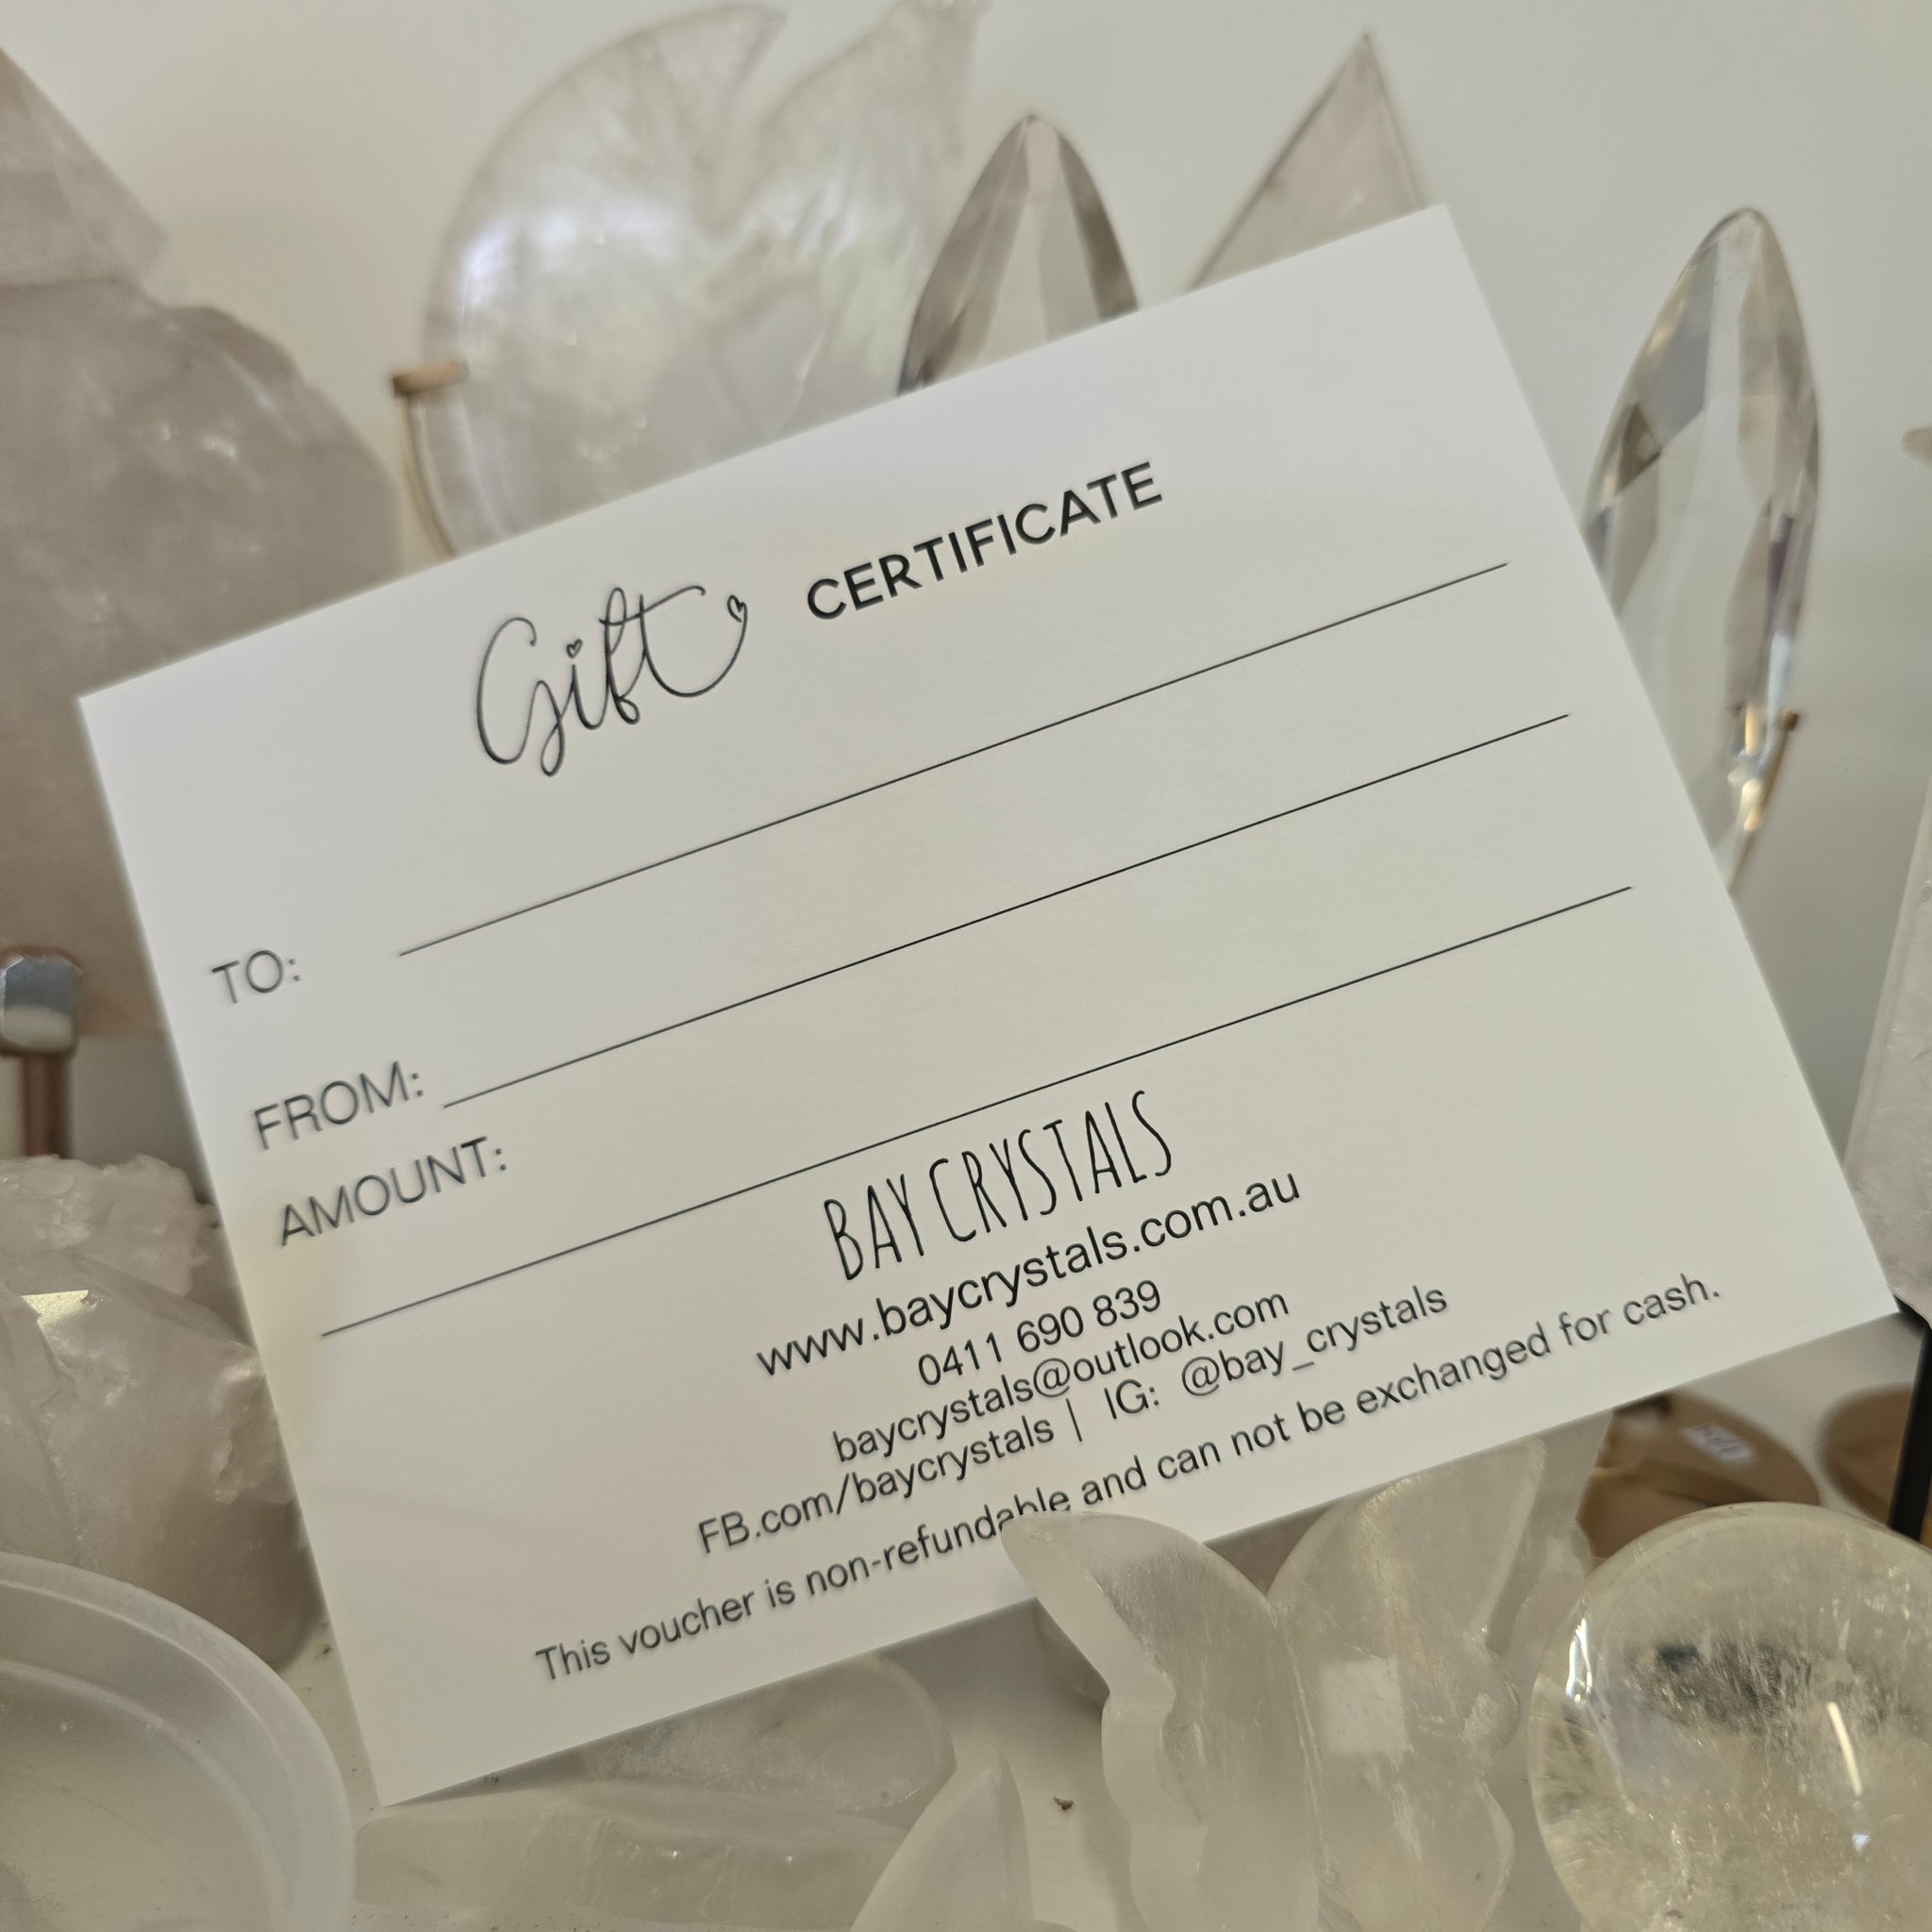 Gift CERTIFICATE
TO:
FROM:
AMOUNT:
BAY CRYSTALS
www.baycrystals.com.au
0411 690 839
baycrystals@outlook.com
FB.com/baycrystals | IG: @bay_crystals
This voucher is non-refundable and can not be exchanged for cash.